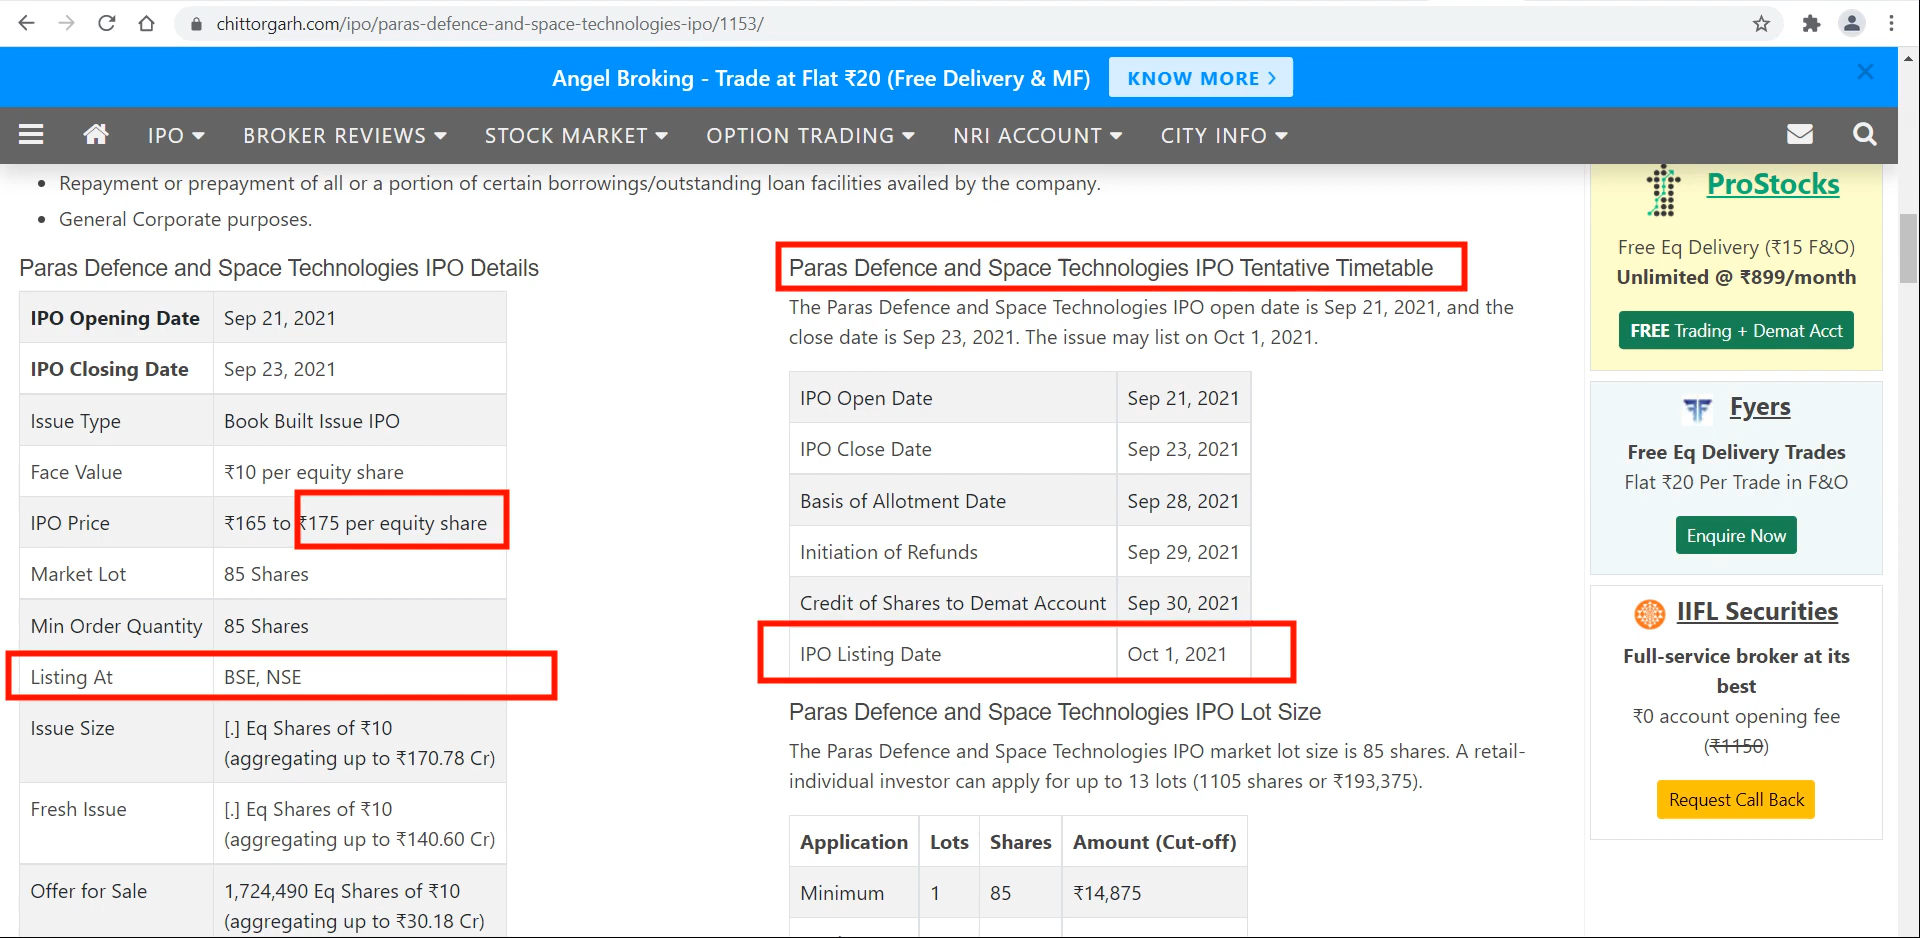 chittorgarh.com/ipo/paras-defence-and-space-technologies-ipo/1153/
Angel Broking - Trade at Flat ₹20 (Free Delivery & MF) KNOW MORE
IPO BROKER REVIEWS STOCK MARKET OPTION TRADING NRI ACCOUNT CITY INFO
Repayment or prepayment of all or a portion of certain borrowings/outstanding loan facilities availed by the company.
General Corporate purposes.
Paras Defence and Space Technologies IPO Details
IPO Opening Date Sep 21, 2021
IPO Closing Date Sep 23, 2021
Issue Type Book Built Issue IPO
Face Value ₹10 per equity share
IPO Price ₹165 to ₹175 per equity share
Market Lot 85 Shares
Min Order Quantity 85 Shares
Listing At BSE, NSE
Issue Size [.] Eq Shares of ₹10
(aggregating up to ₹170.78 Cr)
Fresh Issue [.] Eq Shares of ₹10
(aggregating up to ₹140.60 Cr)
Offer for Sale 1,724,490 Eq Shares of ₹10
(aggregating up to ₹30.18 Cr)
Paras Defence and Space Technologies IPO Tentative Timetable
The Paras Defence and Space Technologies IPO open date is Sep 21, 2021, and the
close date is Sep 23, 2021. The issue may list on Oct 1, 2021.
IPO Open Date Sep 21, 2021
IPO Close Date Sep 23, 2021
Basis of Allotment Date Sep 28, 2021
Initiation of Refunds Sep 29, 2021
Credit of Shares to Demat Account Sep 30, 2021
IPO Listing Date Oct 1, 2021
Paras Defence and Space Technologies IPO Lot Size
The Paras Defence and Space Technologies IPO market lot size is 85 shares. A retail-
individual investor can apply for up to 13 lots (1105 shares or ₹193,375).
Application Lots Shares Amount (Cut-off)
Minimum 1 85 ₹14,875
ProStocks
Free Eq Delivery (₹15 F&O)
Unlimited @ ₹899/month
FREE Trading + Demat Acct
Fyers
Free Eq Delivery Trades
Flat ₹20 Per Trade in F&O
Enquire Now
IIFL Securities
Full-service broker at its
best
₹0 account opening fee
(₹1150)
Request Call Back